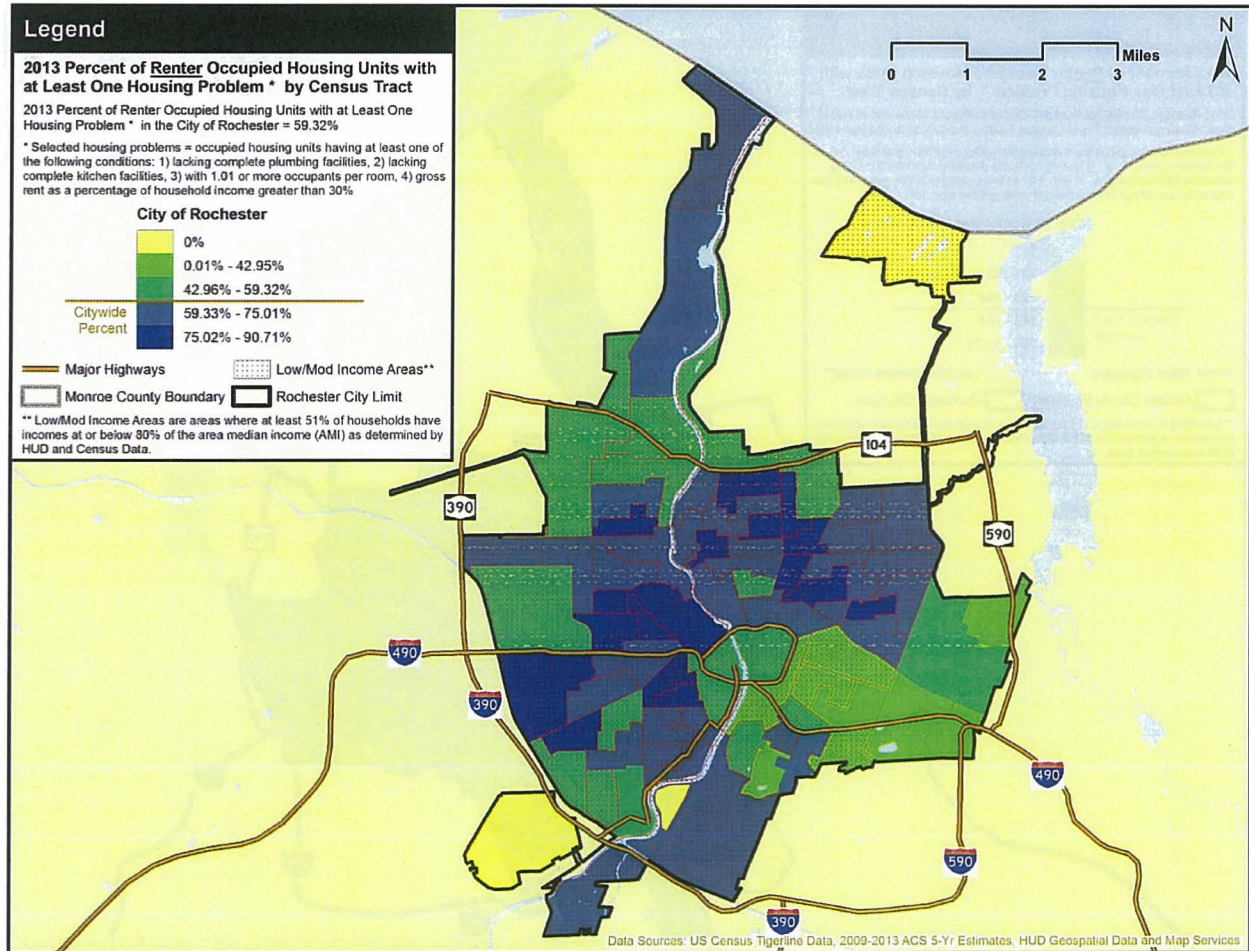 Legend
2013 Percent of Renter Occupied Housing Units with
at Least One Housing Problem * by Census Tract
2013 Percent of Renter Occupied Housing Units with at Least One
Housing Problem * in the City of Rochester = 59.32%
* Selected housing problems = occupied housing units having at least one of
the following conditions: 1) lacking complete plumbing facilities, 2) lacking
complete kitchen facilities, 3) with 1.01 or more occupants per room, 4) gross
rent as a percentage of household income greater than 30%
City of Rochester
0%
0.01% - 42.95%
42.96% - 59.32%
Citywide
Percent
59.33% - 75.01%
75.02% - 90.71%
Major Highways
Low/Mod Income Areas**
Monroe County Boundary
Rochester City Limit
** Low/Mod Income Areas are areas where at least 51% of households have
incomes at or below 80% of the area median income (AMI) as determined by
HUD and Census Data.
0 1 2 3 Miles
N
104
390
590
490
390
490
590
390
Data Sources: US Census Tigerline Data, 2009-2013 ACS 5-Yr Estimates, HUD Geospatial Data and Map Services